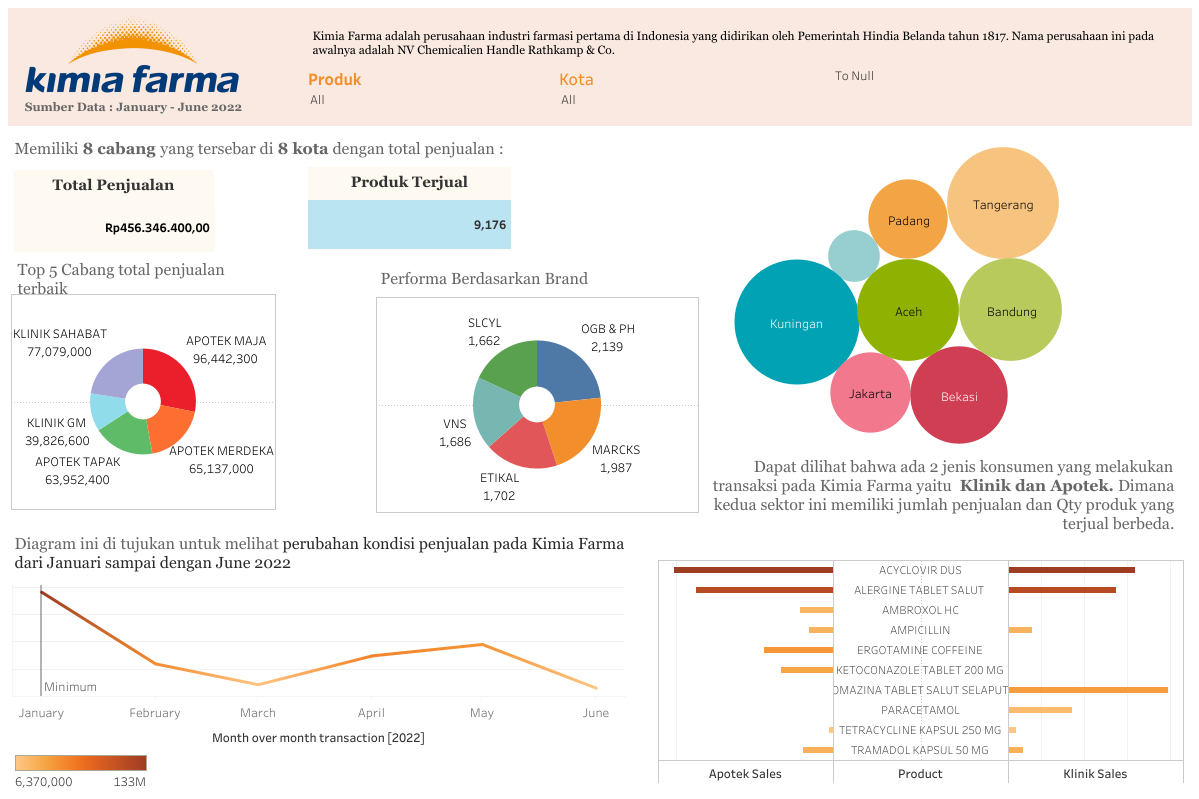 Kimia Farma adalah perusahaan industri farmasi pertama di Indonesia yang didirikan oleh Pemerintah Hindia Belanda tahun 1817. Nama perusahaan ini pada
awalnya adalah NV Chemicalien Handle Rathkamp & Co.
kimia farma
Sumber Data : January - June 2022
Produk
All
Kota
All
To Null
Memiliki 8 cabang yang tersebar di 8 kota dengan total penjualan :
Total Penjualan
Rp456.346.400,00
Produk Terjual
9,176
Top 5 Cabang total penjualan
terbaik
KLINIK SAHABAT
77,079,000
APOTEK MAJA
96,442,300
KLINIK GM
39,826,600
APOTEK TAPAK
63,952,400
APOTEK MERDEKA
65,137,000
Performa Berdasarkan Brand
SLCYL
1,662
OGB & PH
2,139
VNS
1,686
MARCKS
1,987
ETIKAL
1,702
Tangerang
Padang
Kuningan
Aceh
Bandung
Jakarta
Bekasi
Dapat dilihat bahwa ada 2 jenis konsumen yang melakukan
transaksi pada Kimia Farma yaitu Klinik dan Apotek. Dimana
kedua sektor ini memiliki jumlah penjualan dan Qty produk yang
terjual berbeda.
Diagram ini di tujukan untuk melihat perubahan kondisi penjualan pada Kimia Farma
dari Januari sampai dengan June 2022
Minimum
January February March April May June
Month over month transaction [2022]
6,370,000 133M
ACYCLOVIR DUS
ALERGINE TABLET SALUT
AMBROXOL HC
AMPICILLIN
ERGOTAMINE COFFEINE
KETOCONAZOLE TABLET 200 MG
OMAZINA TABLET SALUT SELAPUT
PARACETAMOL
TETRACYCLINE KAPSUL 250 MG
TRAMADOL KAPSUL 50 MG
Apotek Sales Product Klinik Sales